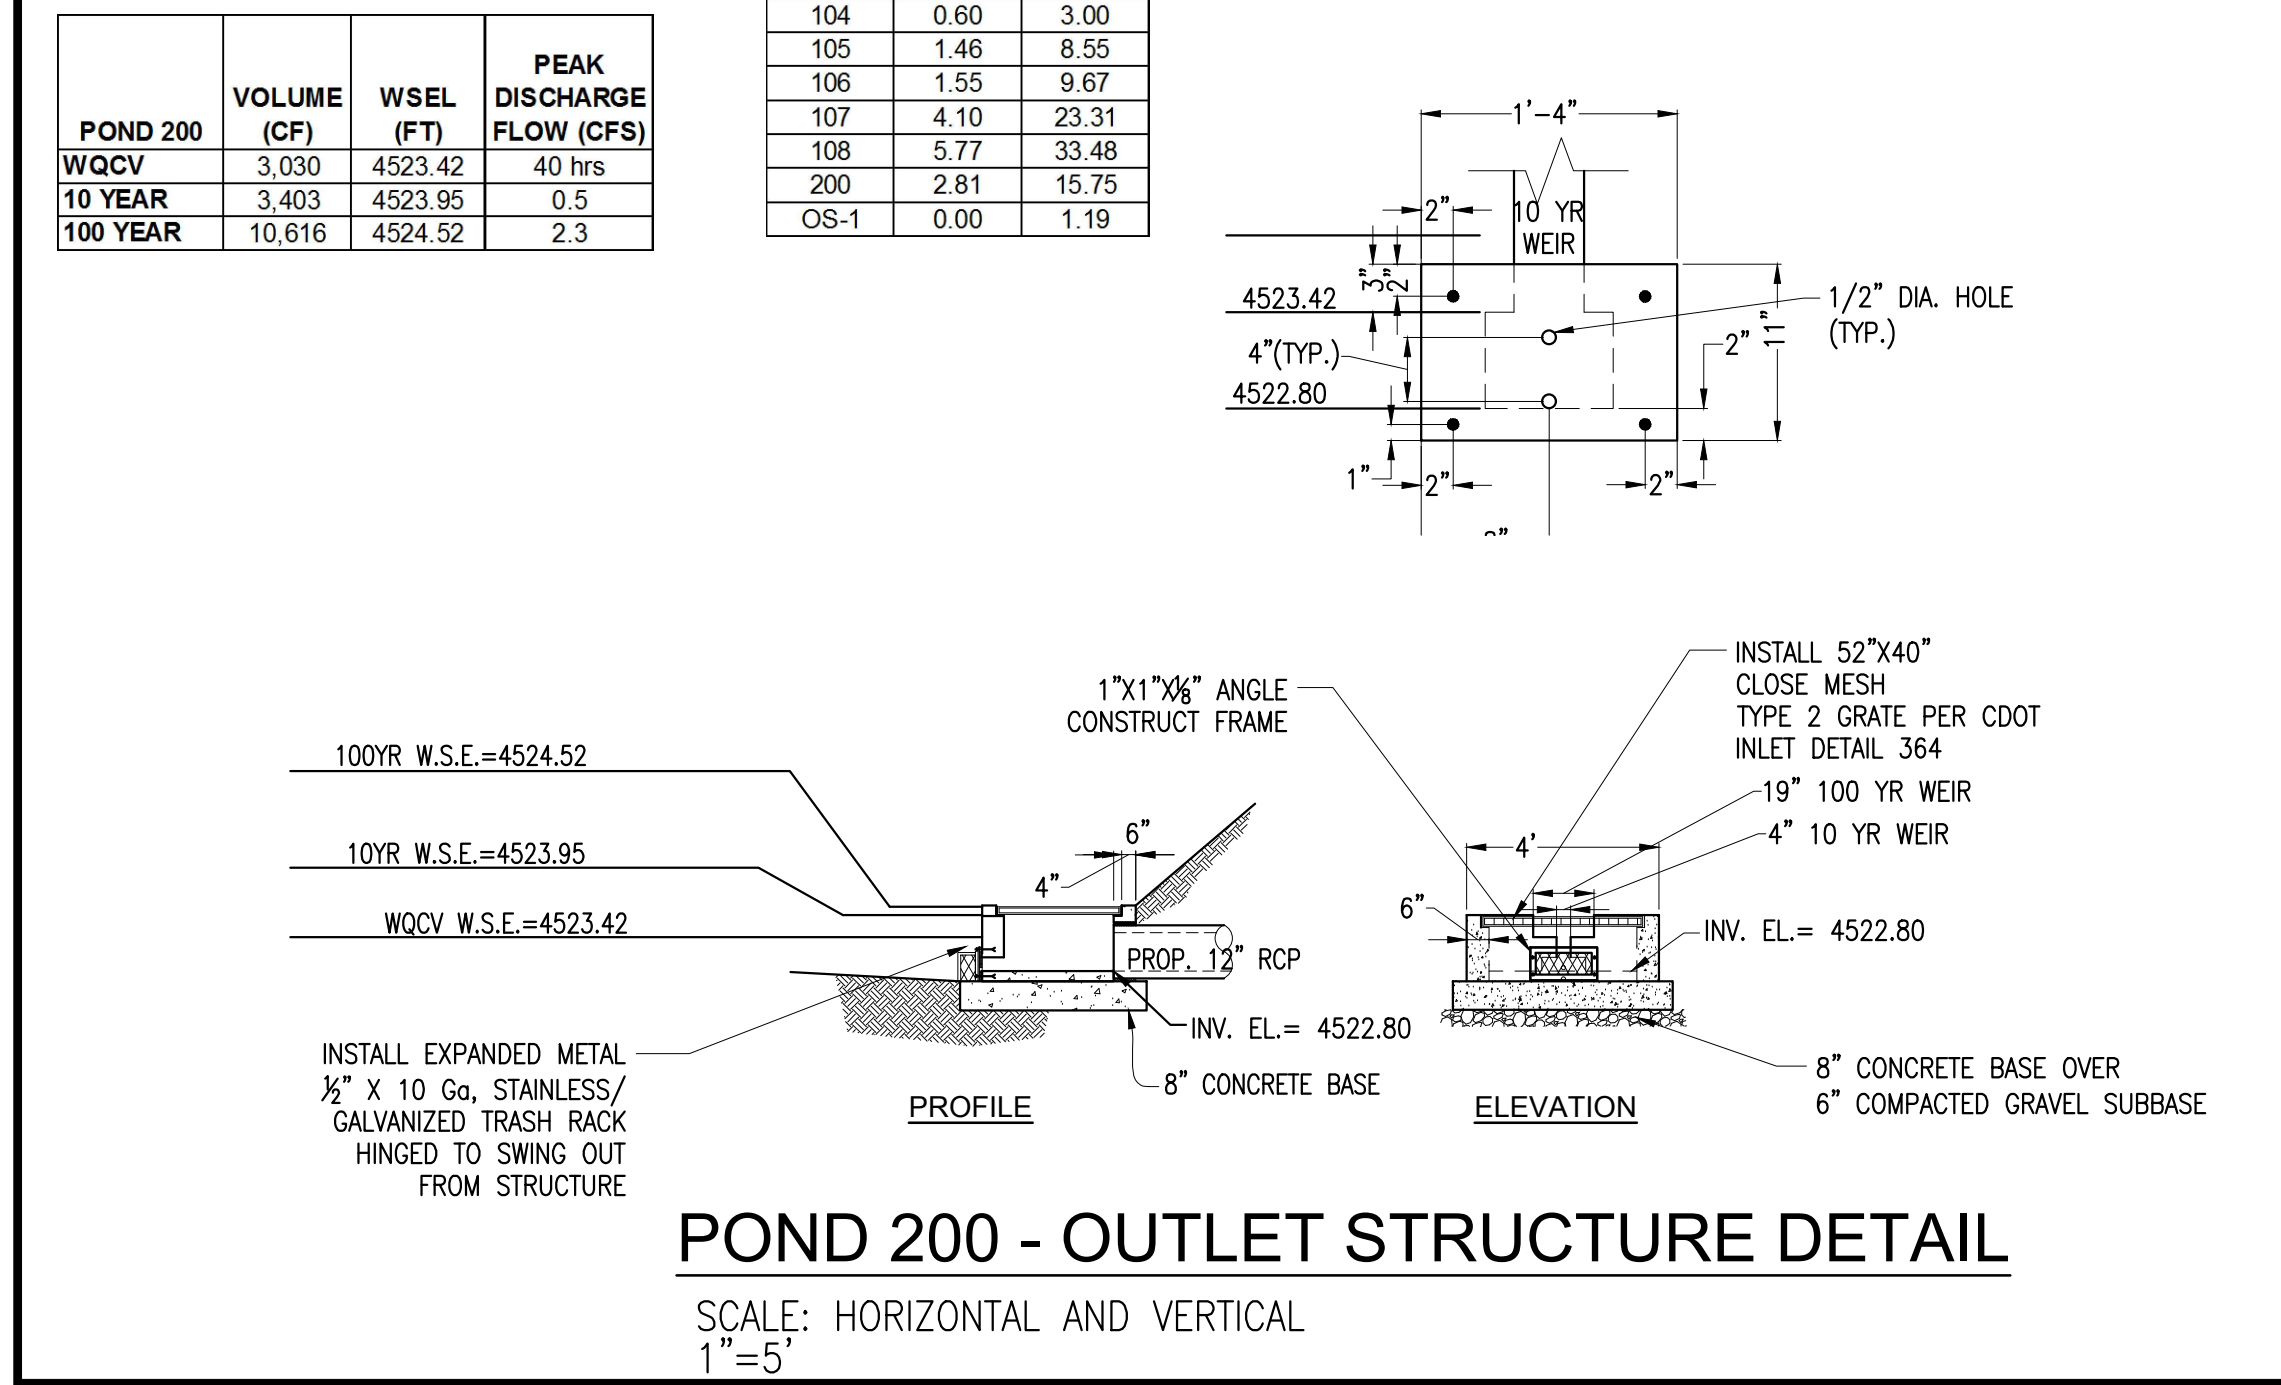 POND 200 VOLUME (CF) WSEL (FT) PEAK DISCHARGE FLOW (CFS)
WQCV 3,030 4523.42 40 hrs
10 YEAR 3,403 4523.95 0.5
100 YEAR 10,616 4524.52 2.3
104 0.60 3.00
105 1.46 8.55
106 1.55 9.67
107 4.10 23.31
108 5.77 33.48
200 2.81 15.75
OS-1 0.00 1.19
1'-4"
2"
10 YR
WEIR
3"
2"
4523.42
4"(TYP.)
4522.80
1/2" DIA. HOLE
(TYP.)
2"
11"
1"
2"
2"
INSTALL 52"X40"
CLOSE MESH
TYPE 2 GRATE PER CDOT
INLET DETAIL 364
19" 100 YR WEIR
4" 10 YR WEIR
1"X1"X⅛" ANGLE
CONSTRUCT FRAME
100YR W.S.E.=4524.52
10YR W.S.E.=4523.95
WQCV W.S.E.=4523.42
6"
4"
PROP. 12" RCP
INV. EL.= 4522.80
8" CONCRETE BASE
INSTALL EXPANDED METAL
½" X 10 Ga, STAINLESS/
GALVANIZED TRASH RACK
HINGED TO SWING OUT
FROM STRUCTURE
PROFILE
4'
6"
INV. EL.= 4522.80
8" CONCRETE BASE OVER
6" COMPACTED GRAVEL SUBBASE
ELEVATION
POND 200 - OUTLET STRUCTURE DETAIL
SCALE: HORIZONTAL AND VERTICAL
1"=5'